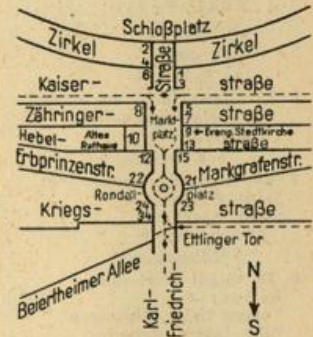 Schloßplatz
Zirkel 2 Zirkel
4 Straße
6 1
Kaiser- 3 straße
Zähringer- 8 Markt- 5 straße
platz 7
Hebel- Altes Rathaus 10 9 ← Evang. Stadtkirche
13 straße
Erbprinzenstr. 12 15 Markgrafenstr.
22 21
Rondell- platz
Kriegs- 24 23 straße
34
Ettlinger Tor
Beiertheimer Allee
Karl-
Friedrich-
N
S